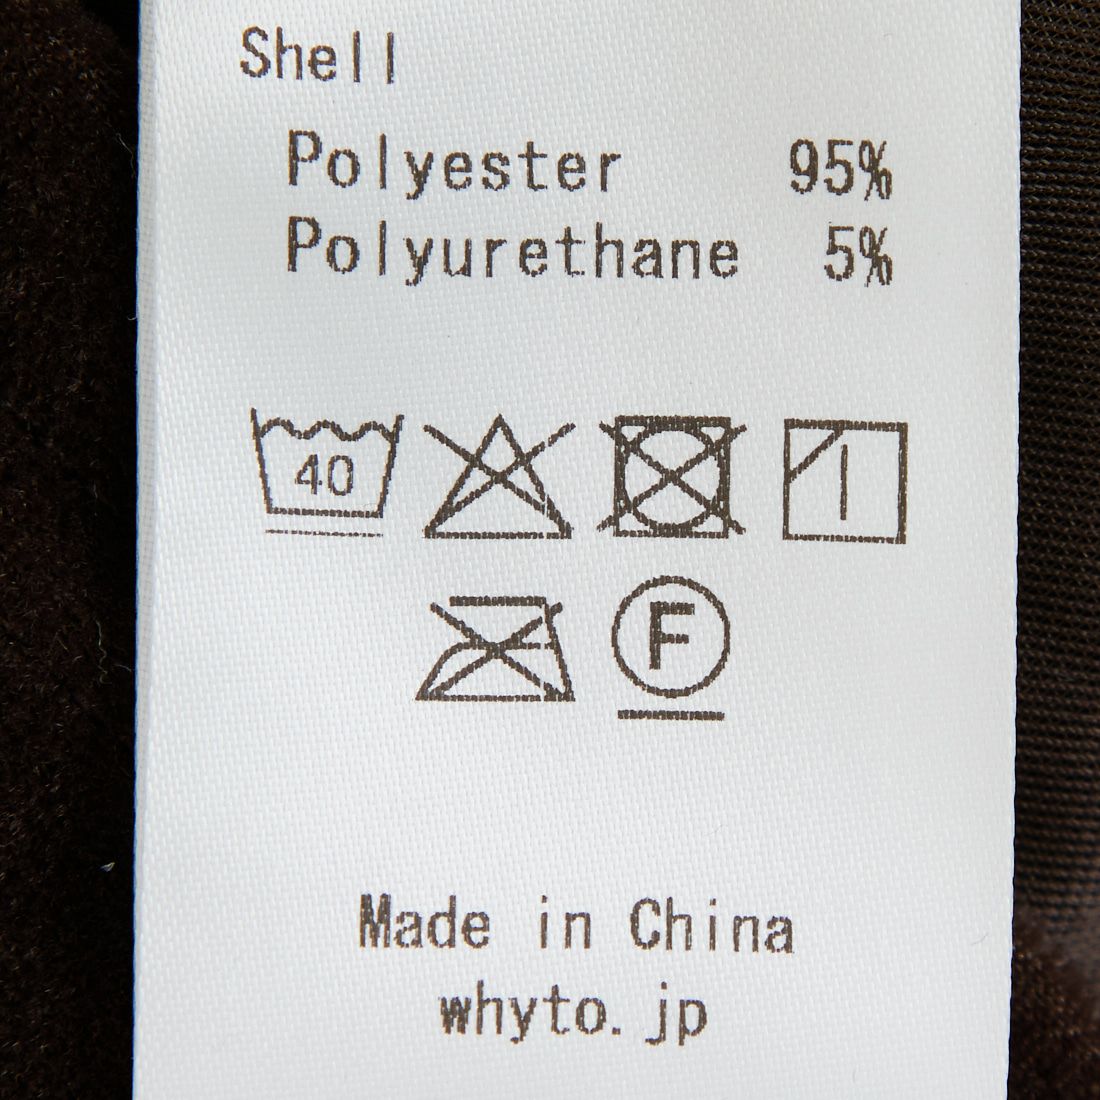 Shell
Polyester 95%
Polyurethane 5%
40
F
Made in China
whyto.jp